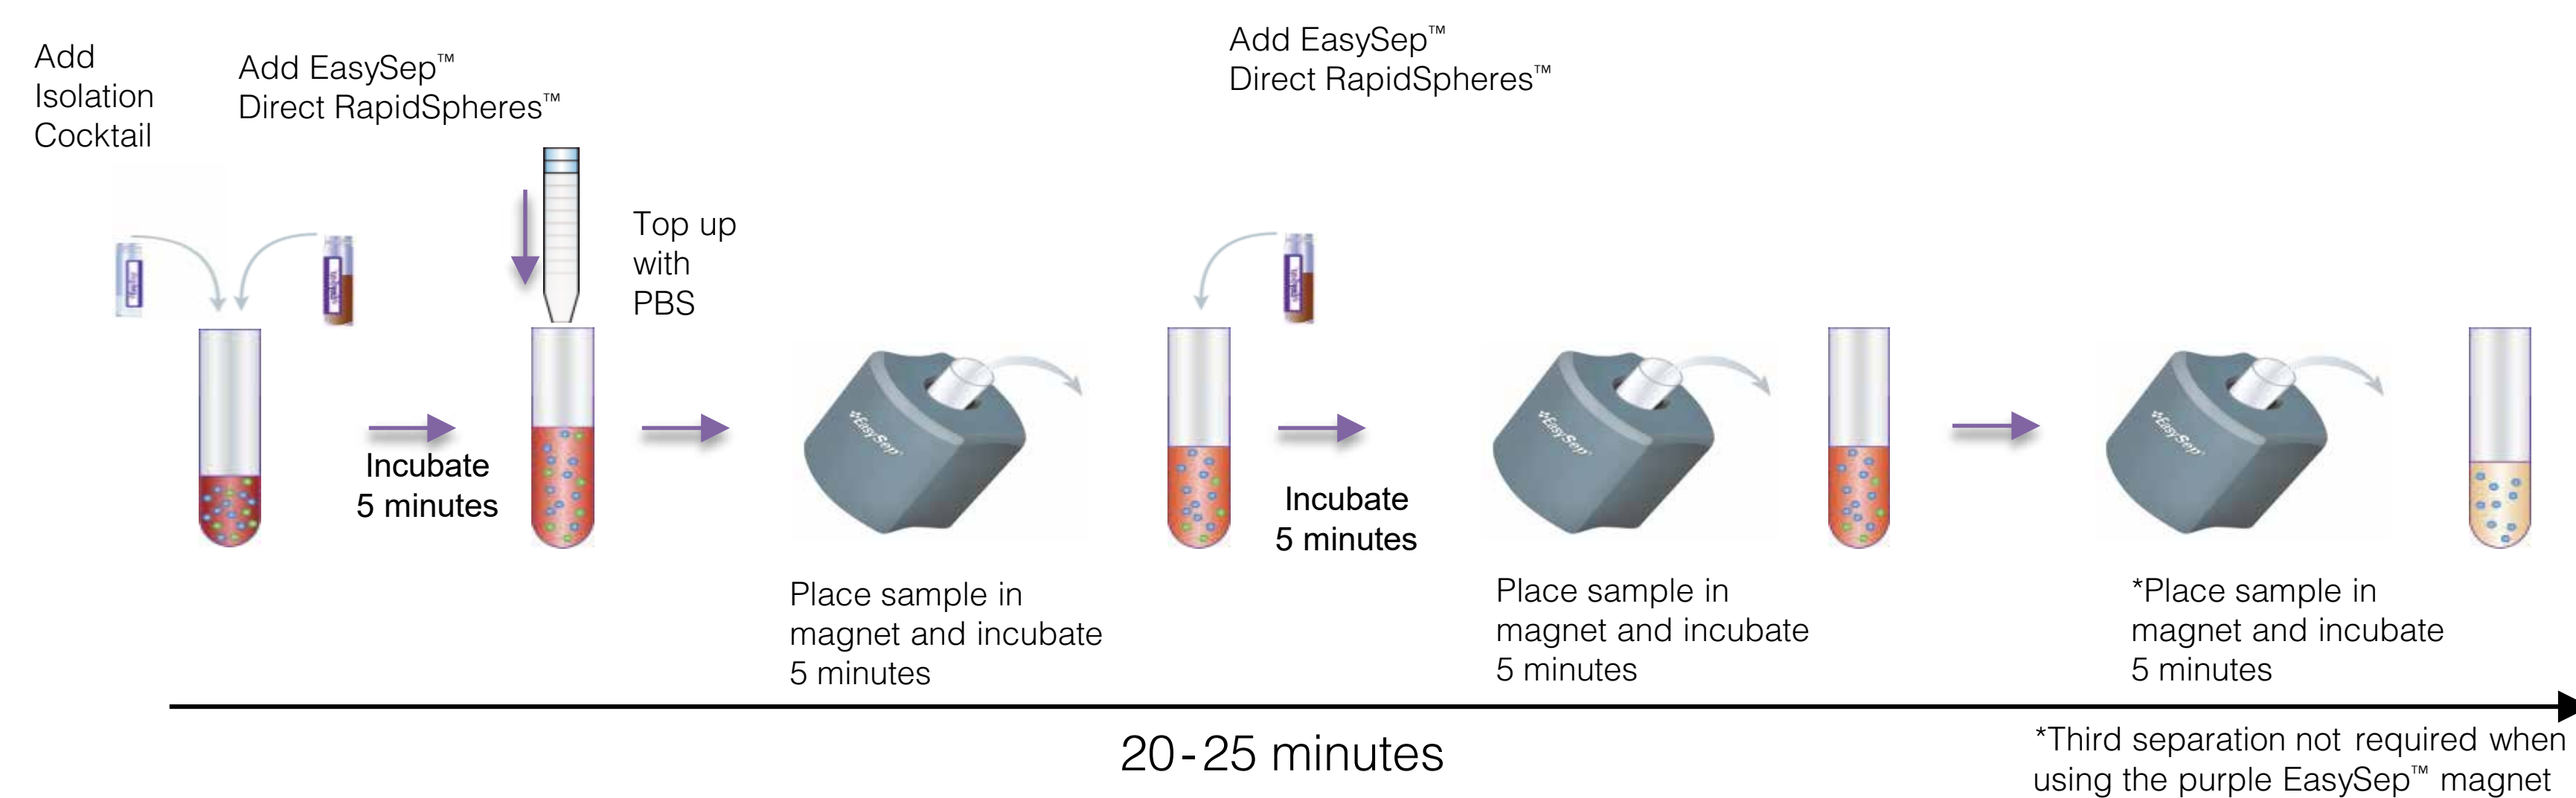 Add
Isolation
Cocktail
Add EasySep™
Direct RapidSpheres™
Incubate
5 minutes
Top up
with
PBS
EasySep
Place sample in
magnet and incubate
5 minutes
Add EasySep™
Direct RapidSpheres™
Incubate
5 minutes
EasySep
Place sample in
magnet and incubate
5 minutes
EasySep
*Place sample in
magnet and incubate
5 minutes
20-25 minutes
*Third separation not required when
using the purple EasySep™ magnet